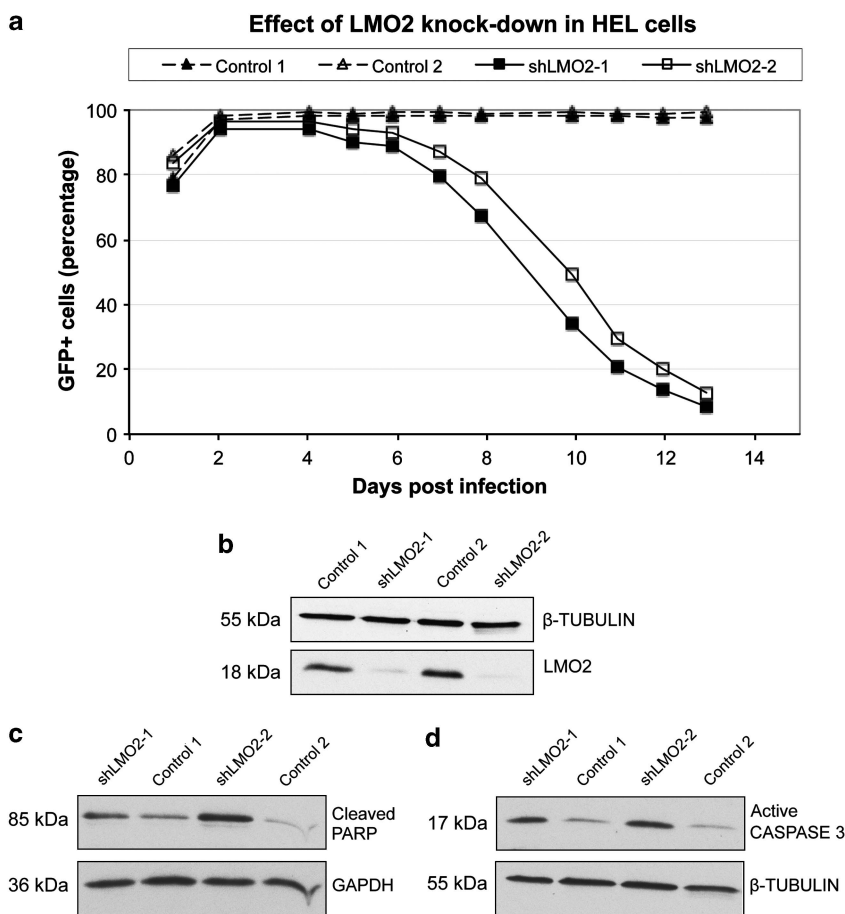 a
Effect of LMO2 knock-down in HEL cells
Control 1 Control 2 shLMO2-1 shLMO2-2
GFP+ cells (percentage)
100
80
60
40
20
0
0 2 4 6 8 10 12 14
Days post infection
b
Control 1 shLMO2-1 Control 2 shLMO2-2
55 kDa β-TUBULIN
18 kDa LMO2
c
shLMO2-1 Control 1 shLMO2-2 Control 2
85 kDa Cleaved
PARP
36 kDa GAPDH
d
shLMO2-1 Control 1 shLMO2-2 Control 2
17 kDa Active
CASPASE 3
55 kDa β-TUBULIN